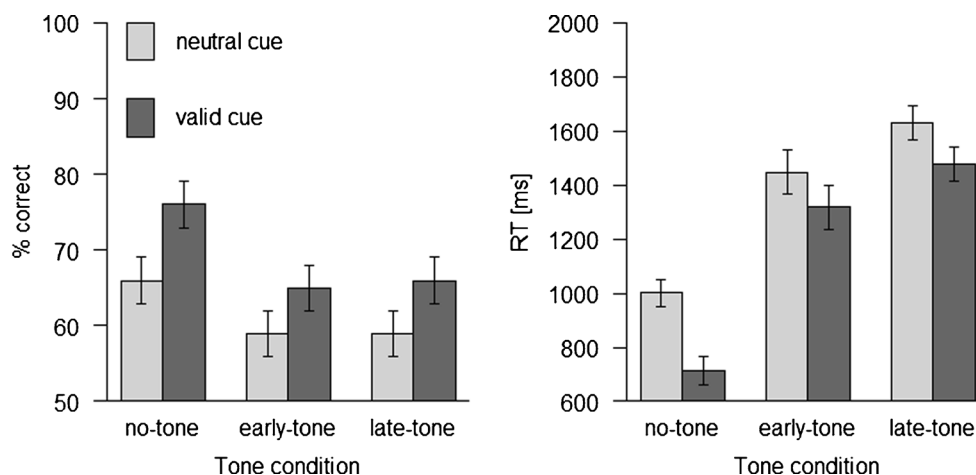 100
90
80
70
60
50
% correct
neutral cue
valid cue
no-tone early-tone late-tone
Tone condition
2000
1800
1600
1400
1200
1000
800
600
RT [ms]
no-tone early-tone late-tone
Tone condition